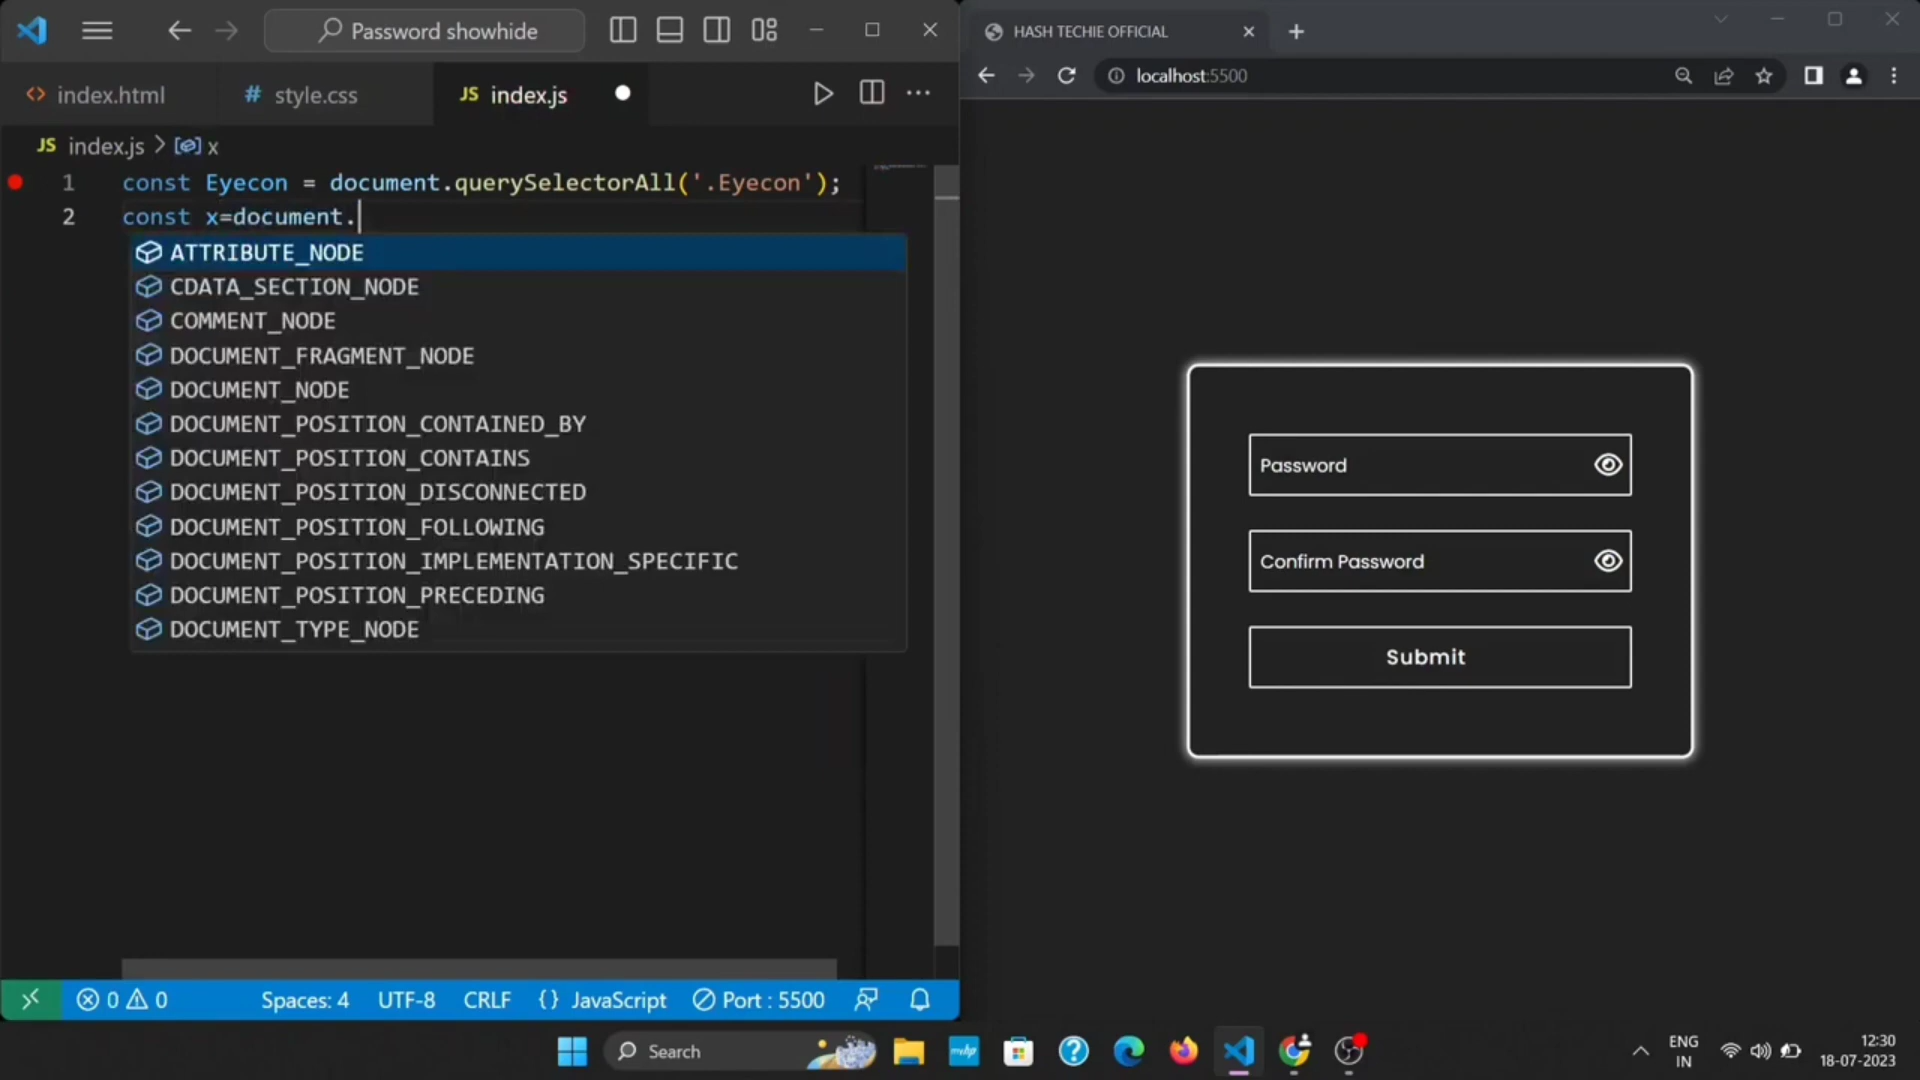 Password showhide
index.html
# style.css
JS index.js
JS index.js > x
1 const Eyecon = document.querySelectorAll('.Eyecon');
2 const x=document.
ATTRIBUTE_NODE
CDATA_SECTION_NODE
COMMENT_NODE
DOCUMENT_FRAGMENT_NODE
DOCUMENT_NODE
DOCUMENT_POSITION_CONTAINED_BY
DOCUMENT_POSITION_CONTAINS
DOCUMENT_POSITION_DISCONNECTED
DOCUMENT_POSITION_FOLLOWING
DOCUMENT_POSITION_IMPLEMENTATION_SPECIFIC
DOCUMENT_POSITION_PRECEDING
DOCUMENT_TYPE_NODE
0 0 Spaces: 4 UTF-8 CRLF {} JavaScript Port : 5500
HASH TECHIE OFFICIAL
localhost:5500
Password
Confirm Password
Submit
Search
myhp
ENG
IN
12:30
18-07-2023